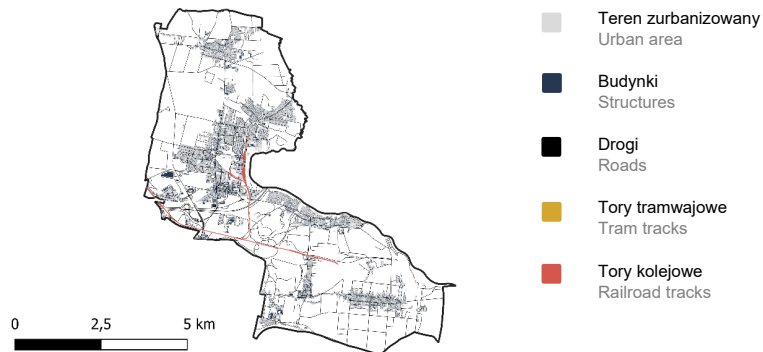 Teren zurbanizowany
Urban area
Budynki
Structures
Drogi
Roads
Tory tramwajowe
Tram tracks
Tory kolejowe
Railroad tracks
0 2,5 5 km